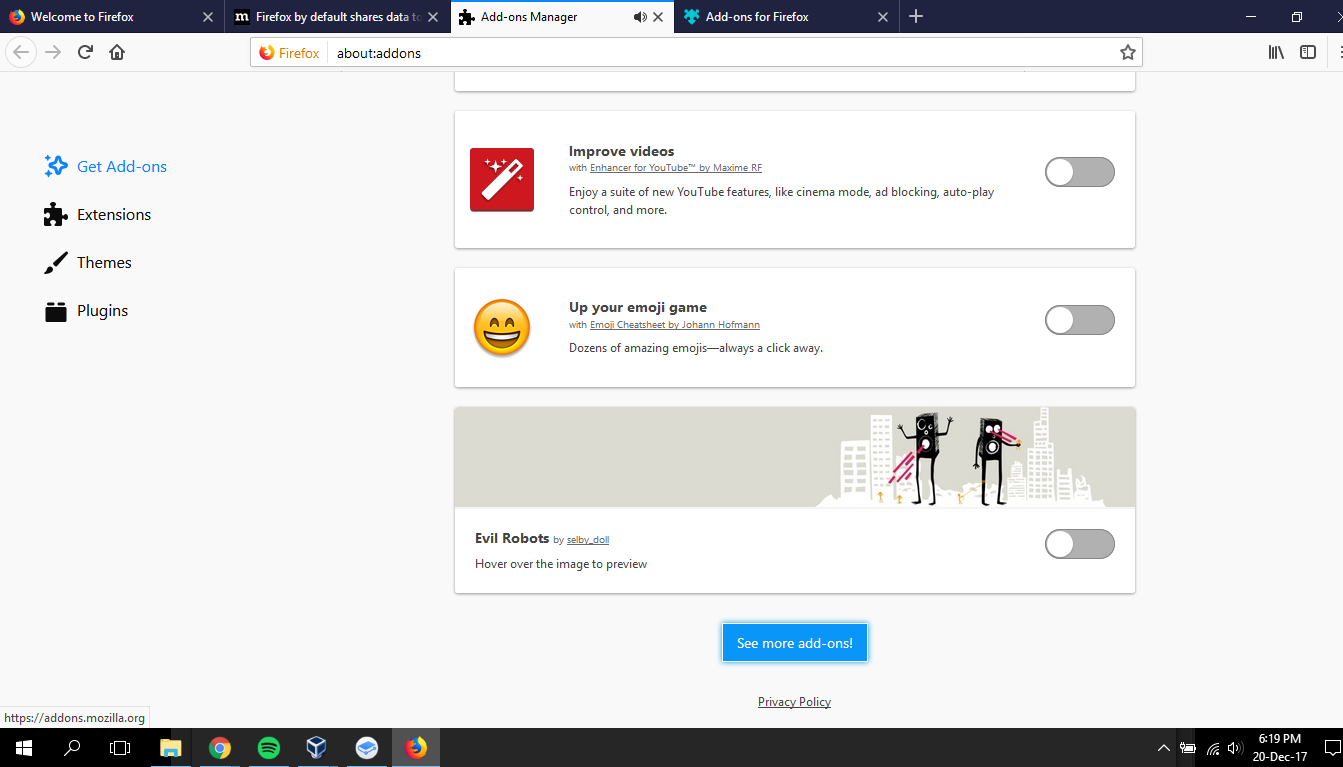 Welcome to Firefox
m Firefox by default shares data to
Add-ons Manager
Add-ons for Firefox
Firefox about:addons
Get Add-ons
Extensions
Themes
Plugins
Improve videos
with Enhancer for YouTube™ by Maxime RF
Enjoy a suite of new YouTube features, like cinema mode, ad blocking, auto-play
control, and more.
Up your emoji game
with Emoji Cheatsheet by Johann Hofmann
Dozens of amazing emojis—always a click away.
Evil Robots by selby_doll
Hover over the image to preview
See more add-ons!
Privacy Policy
https://addons.mozilla.org
6:19 PM
20-Dec-17